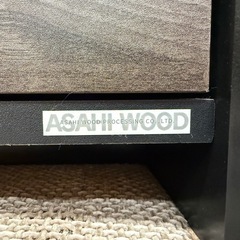 ASAHI WOOD
ASAHI WOOD PROCESSING CO., LTD.